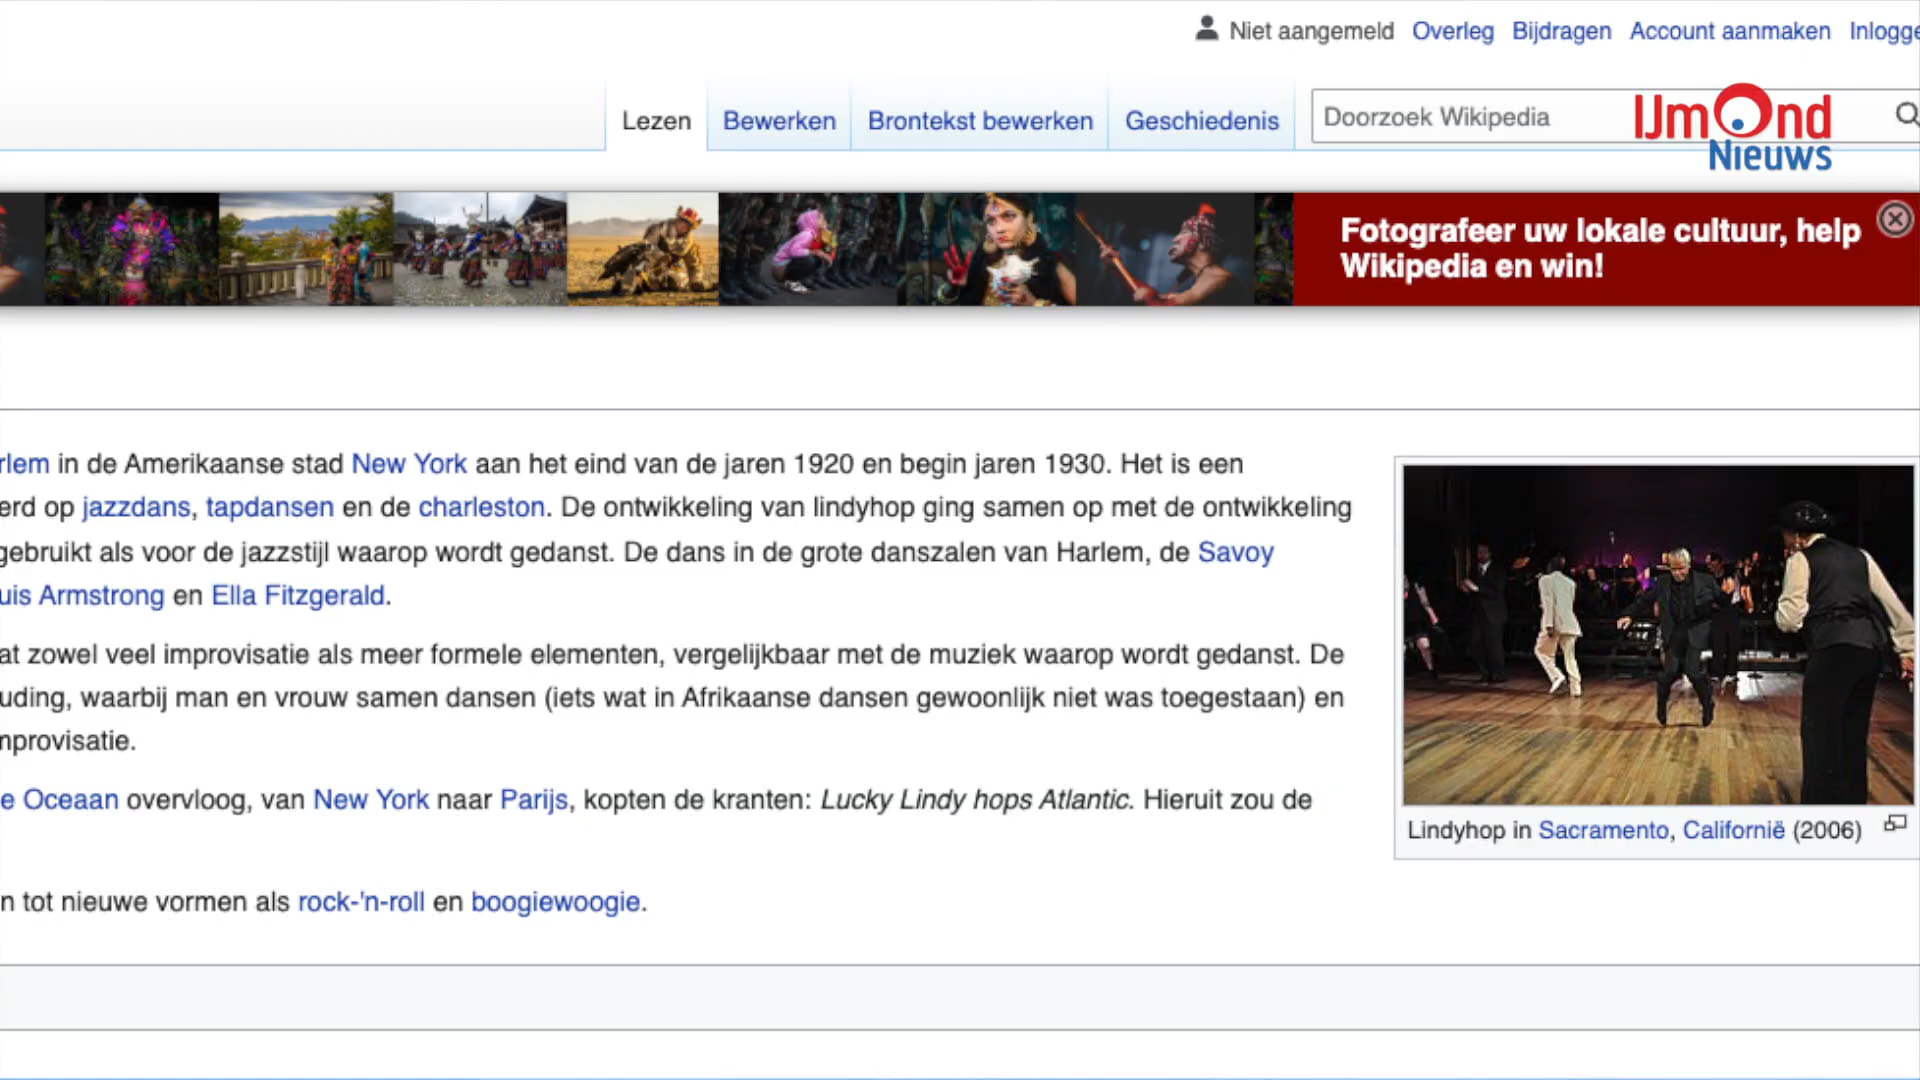 Niet aangemeld Overleg Bijdragen Account aanmaken Inlogge
Lezen Bewerken Brontekst bewerken Geschiedenis Doorzoek Wikipedia
IJmOnd
Nieuws
Fotografeer uw lokale cultuur, help
Wikipedia en win!
rlem in de Amerikaanse stad New York aan het eind van de jaren 1920 en begin jaren 1930. Het is een
erd op jazzdans, tapdansen en de charleston. De ontwikkeling van lindyhop ging samen op met de ontwikkeling
gebruikt als voor de jazzstijl waarop wordt gedanst. De dans in de grote danszalen van Harlem, de Savoy
uis Armstrong en Ella Fitzgerald.
at zowel veel improvisatie als meer formele elementen, vergelijkbaar met de muziek waarop wordt gedanst. De
uding, waarbij man en vrouw samen dansen (iets wat in Afrikaanse dansen gewoonlijk niet was toegestaan) en
nprovisatie.
e Oceaan overvloog, van New York naar Parijs, kopten de kranten: Lucky Lindy hops Atlantic. Hieruit zou de
n tot nieuwe vormen als rock-'n-roll en boogiewoogie.
Lindyhop in Sacramento, Californië (2006)